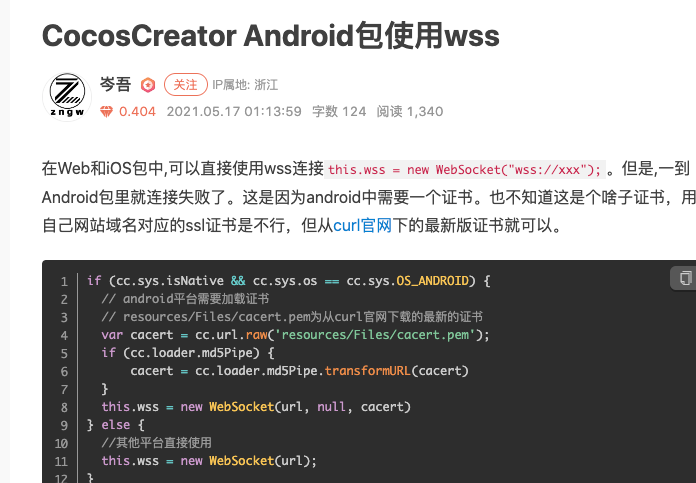 CocosCreator Android包使用wss
岑吾 关注 IP属地: 浙江
zngw
0.404 2021.05.17 01:13:59 字数 124 阅读 1,340
在Web和iOS包中,可以直接使用wss连接 this.wss = new WebSocket("wss://xxx"); 。但是,一到
Android包里就连接失败了。这是因为android中需要一个证书。也不知道这是个啥子证书，用
自己网站域名对应的ssl证书是不行，但从curl官网下的最新版证书就可以。
1 if (cc.sys.isNative && cc.sys.os == cc.sys.OS_ANDROID) {
2 // android平台需要加载证书
3 // resources/Files/cacert.pem为从curl官网下载的最新的证书
4 var cacert = cc.url.raw('resources/Files/cacert.pem');
5 if (cc.loader.md5Pipe) {
6 cacert = cc.loader.md5Pipe.transformURL(cacert)
7 }
8 this.wss = new WebSocket(url, null, cacert)
9 } else {
10 //其他平台直接使用
11 this.wss = new WebSocket(url);
12 }